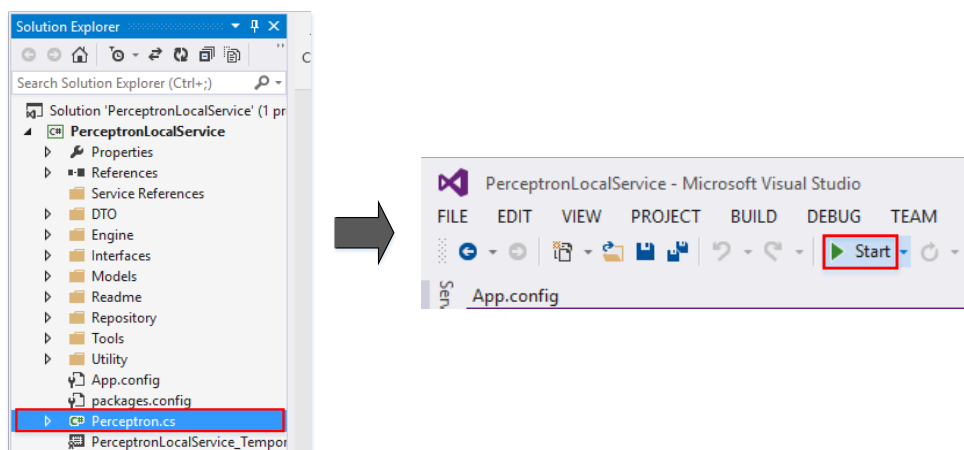 Solution Explorer
Search Solution Explorer (Ctrl+;)
Solution 'PerceptronLocalService' (1 pr
C# PerceptronLocalService
Properties
References
Service References
DTO
Engine
Interfaces
Models
Readme
Repository
Tools
Utility
App.config
packages.config
C# Perceptron.cs
PerceptronLocalService_Tempor
PerceptronLocalService - Microsoft Visual Studio
FILE EDIT VIEW PROJECT BUILD DEBUG TEAM
Start
Serv
App.config